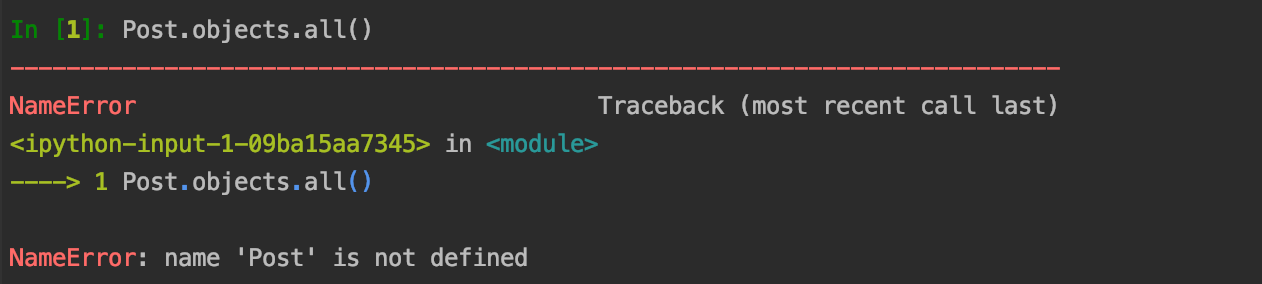 In [1]: Post.objects.all()
---------------------------------------------------------------------------
NameError                                 Traceback (most recent call last)
<ipython-input-1-09ba15aa7345> in <module>
----> 1 Post.objects.all()
NameError: name 'Post' is not defined